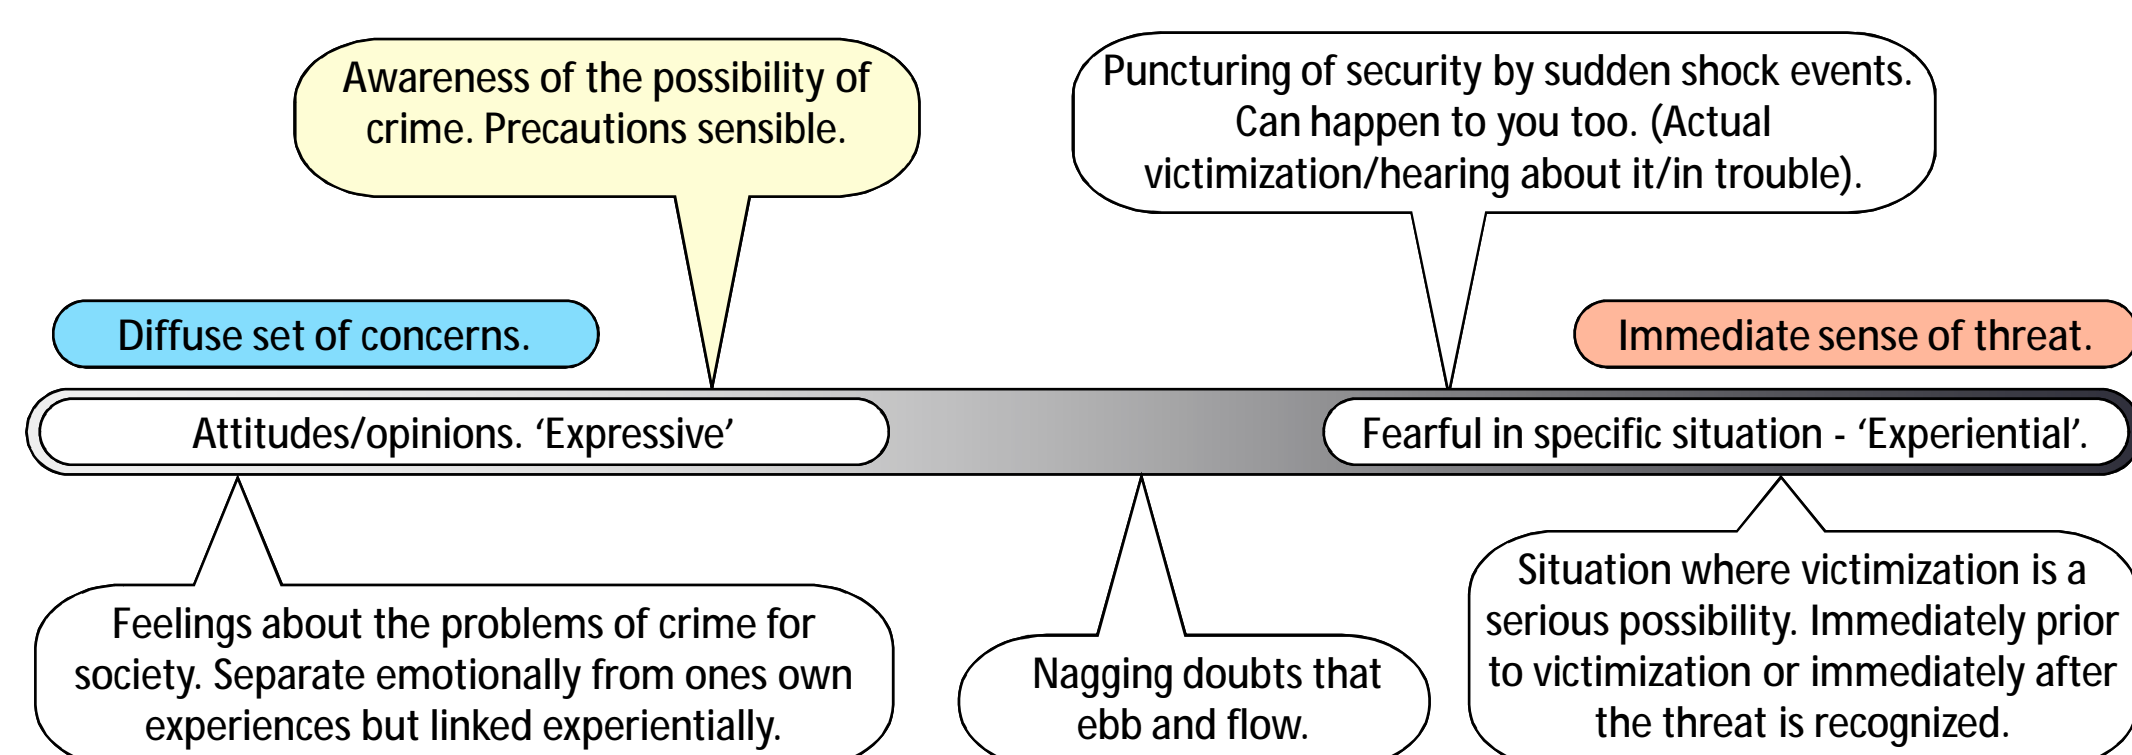 Awareness of the possibility of
crime. Precautions sensible.
Puncturing of security by sudden shock events.
Can happen to you too. (Actual
victimization/hearing about it/in trouble).
Diffuse set of concerns.
Immediate sense of threat.
Attitudes/opinions. ‘Expressive’
Fearful in specific situation - ‘Experiential’.
Feelings about the problems of crime for
society. Separate emotionally from ones own
experiences but linked experientially.
Nagging doubts that
ebb and flow.
Situation where victimization is a
serious possibility. Immediately prior
to victimization or immediately after
the threat is recognized.